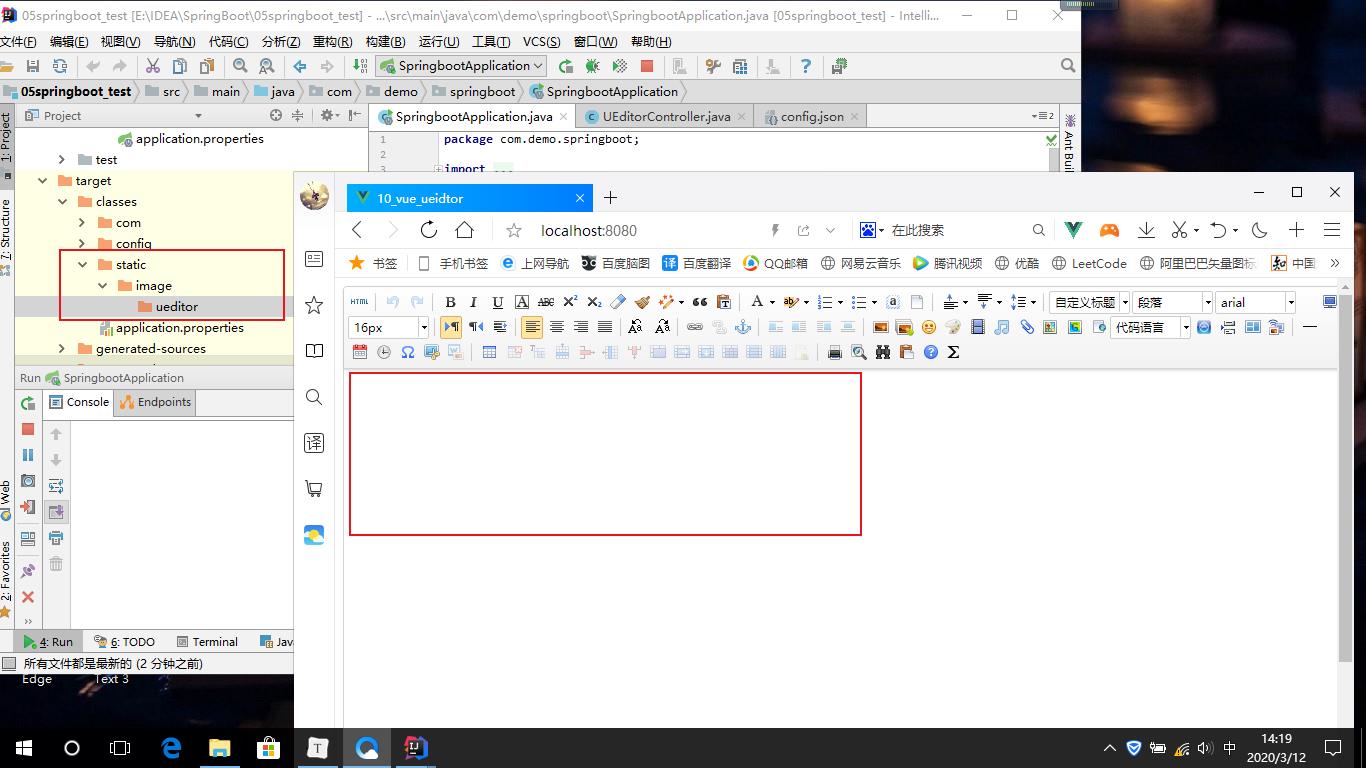 05springboot_test [E:\IDEA\SpringBoot\05springboot_test] - ...\src\main\java\com\demo\springboot\SpringbootApplication.java [05springboot_test] - Intelli...
文件(F) 编辑(E) 视图(V) 导航(N) 代码(C) 分析(Z) 重构(R) 构建(B) 运行(U) 工具(T) VCS(S) 窗口(W) 帮助(H)
SpringbootApplication
05springboot_test src main java com demo springboot SpringbootApplication
1: Project
Project
SpringbootApplication.java UEditorController.java config.json
2
Ant Buil
application.properties
1 package com.demo.springboot;
2
test
3 import ...
target
classes
com
config
static
image
ueditor
application.properties
generated-sources
7: Structure
10_vue_ueidtor
localhost:8080
在此搜索
书签 手机书签 上网导航 百度脑图 百度翻译 QQ邮箱 网易云音乐 腾讯视频 优酷 LeetCode 阿里巴巴矢量图标 中国
HTML B I U A ABC X² X₂ A ab a 自定义标题 段落 arial
16px 代码语言
Ω Σ
译
Run SpringbootApplication
Console Endpoints
Web
2: Favorites
4: Run 6: TODO Terminal Jav
所有文件都是最新的 (2 分钟之前)
Edge Text 3
T
中
14:19
2020/3/12